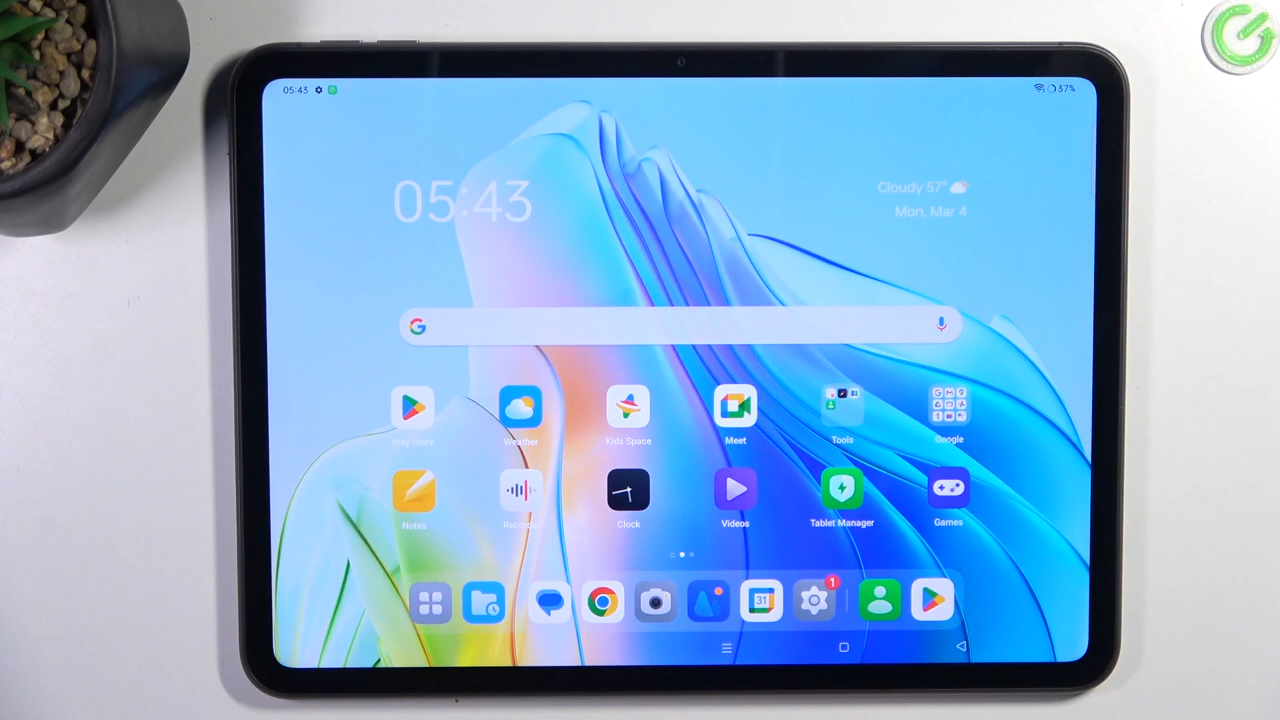 05:43
37%
05:43
Cloudy 57°
Mon, Mar 4
Play Store
Weather
Kids Space
Meet
Tools
Google
Notes
Recorder
Clock
Videos
Tablet Manager
Games
31
1